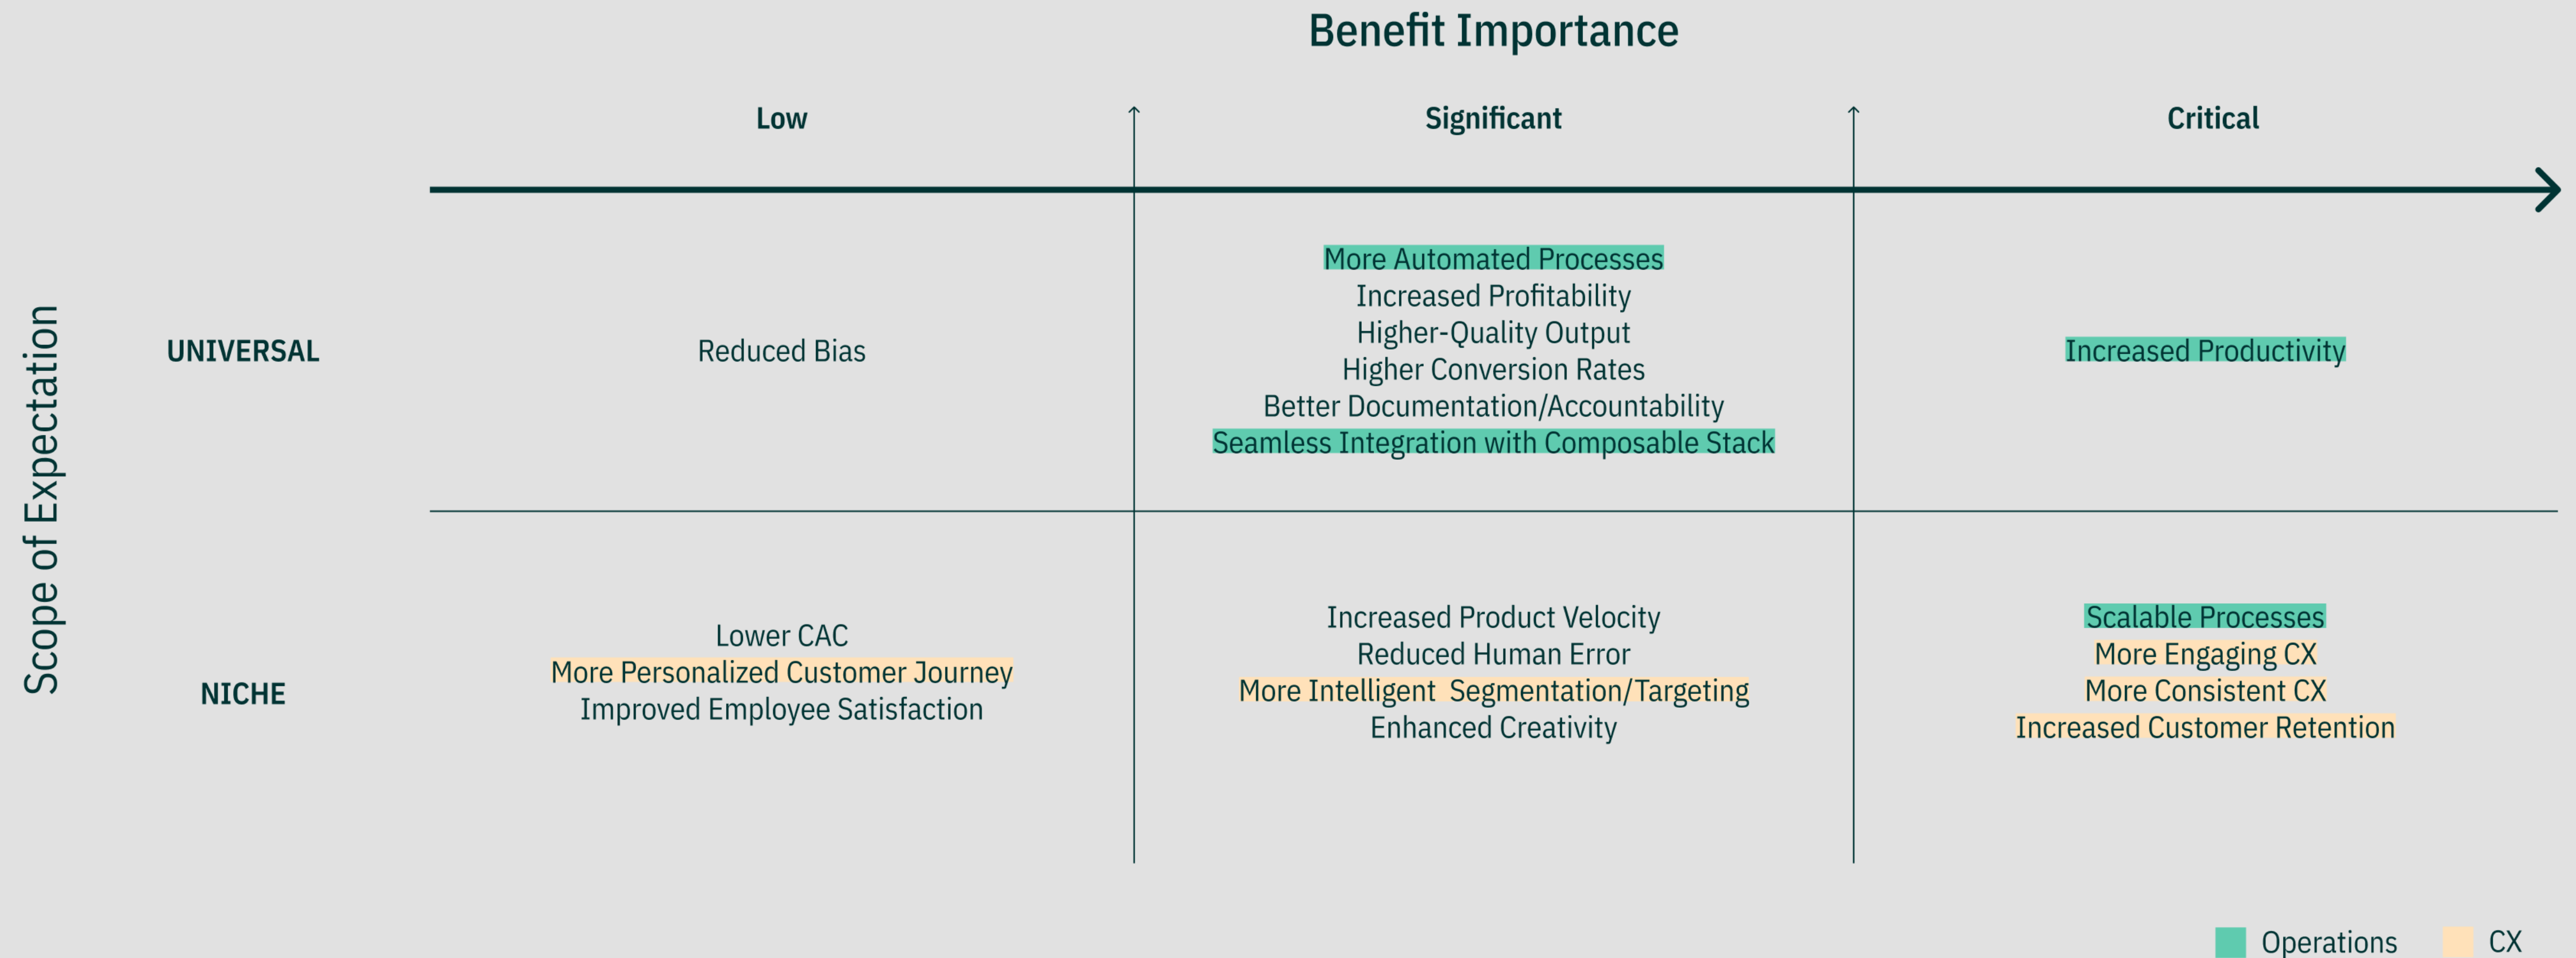 Benefit Importance
Low
Significant
Critical
Scope of Expectation
UNIVERSAL
Reduced Bias
More Automated Processes
Increased Profitability
Higher-Quality Output
Higher Conversion Rates
Better Documentation/Accountability
Seamless Integration with Composable Stack
Increased Productivity
NICHE
Lower CAC
More Personalized Customer Journey
Improved Employee Satisfaction
Increased Product Velocity
Reduced Human Error
More Intelligent Segmentation/Targeting
Enhanced Creativity
Scalable Processes
More Engaging CX
More Consistent CX
Increased Customer Retention
Operations
CX